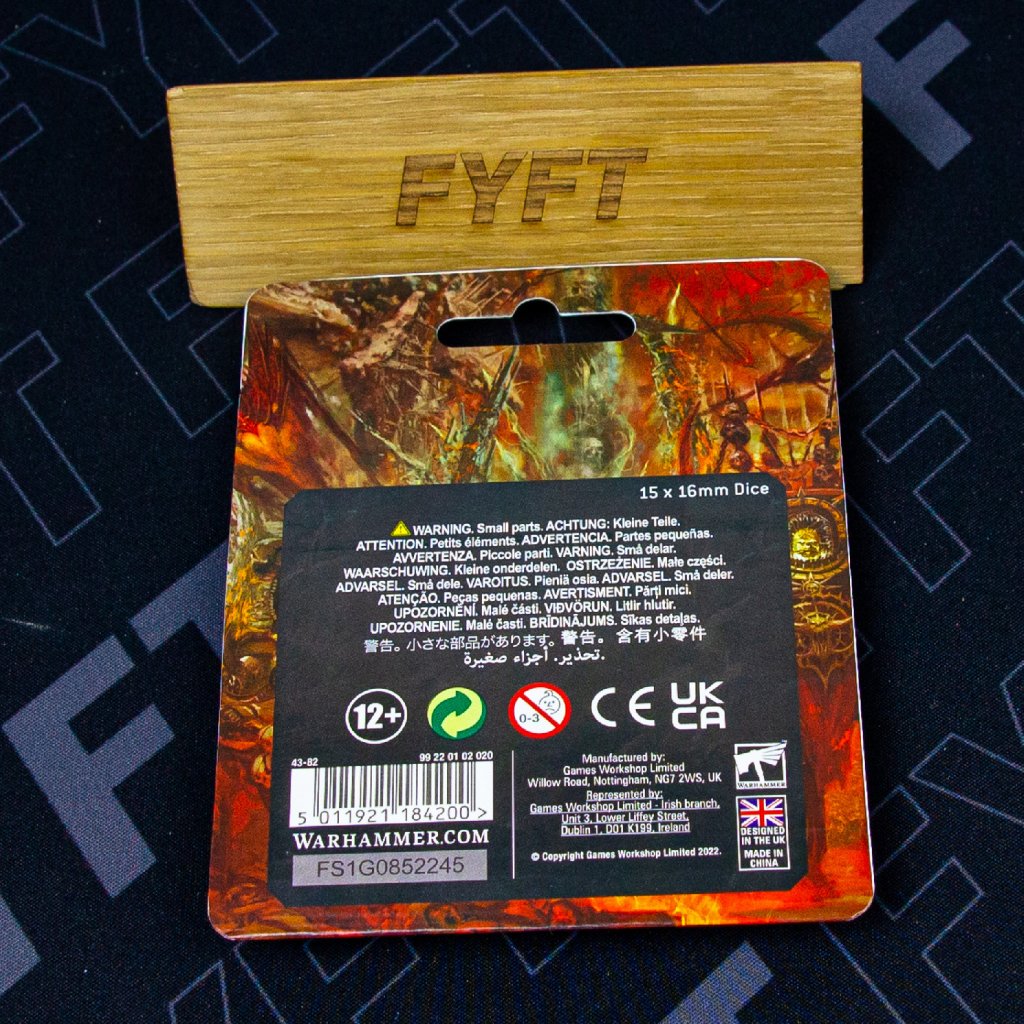 FYFT
15 x 16mm Dice
WARNING. Small parts. ACHTUNG: Kleine Teile.
ATTENTION. Petits éléments. ADVERTENCIA. Partes pequeñas.
AVVERTENZA. Piccole parti. VARNING. Små delar.
WAARSCHUWING. Kleine onderdelen. OSTRZEŻENIE. Małe części.
ADVARSEL. Små dele. VAROITUS. Pieniä osia. ADVARSEL. Små deler.
ATENÇÃO. Peças pequenas. AVERTISMENT. Părți mici.
UPOZORNĚNÍ. Malé části. VIÐVÖRUN. Litlir hlutir.
UPOZORNENIE. Malé časti. BRĪDINĀJUMS. Sīkas detaļas.
警告。小さな部品があります。警告。含有小零件
تحذير. أجزاء صغيرة.
12+
0-3
CE
UK
CA
43-82
99 22 01 02 020
5 011921 184200 >
WARHAMMER.COM
FS1G0852245
Manufactured by:
Games Workshop Limited
Willow Road, Nottingham, NG7 2WS, UK
Represented by:
Games Workshop Limited - Irish branch,
Unit 3, Lower Liffey Street,
Dublin 1, D01 K199, Ireland
© Copyright Games Workshop Limited 2022.
WARHAMMER
DESIGNED
IN THE UK
MADE IN
CHINA